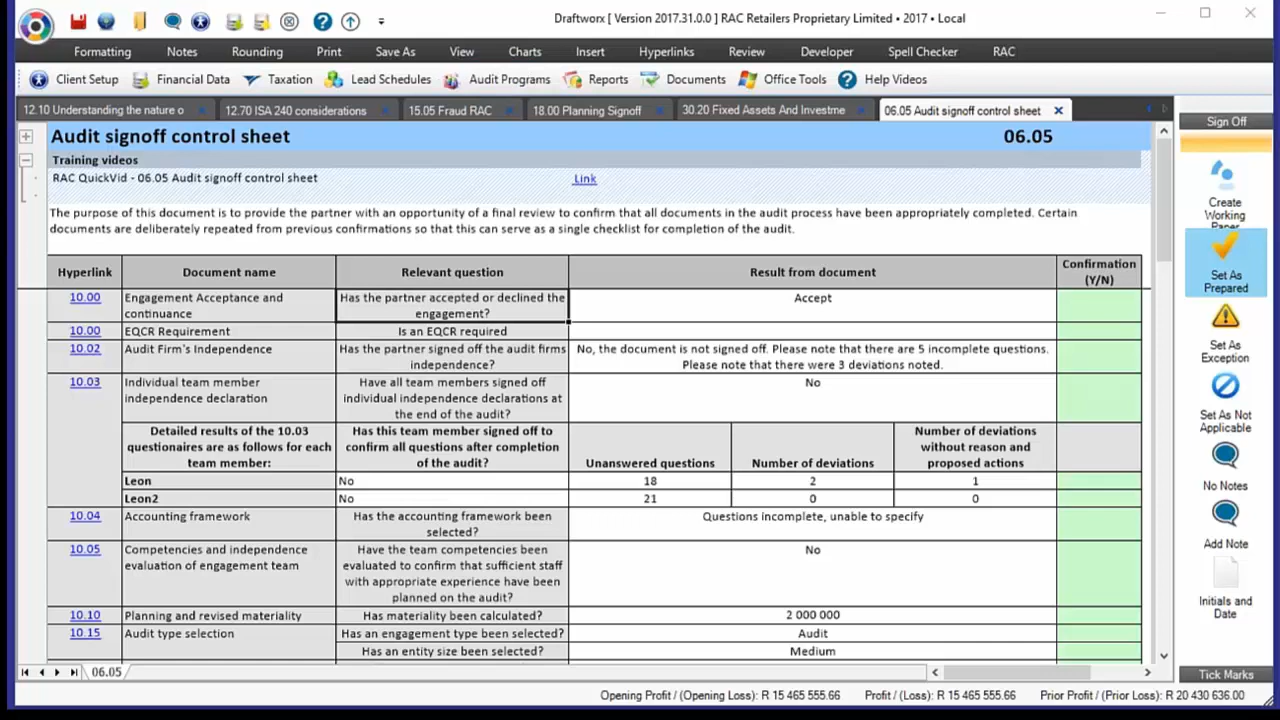 Draftworx [ Version 2017.31.0.0 ] RAC Retailers Proprietary Limited • 2017 • Local
Formatting Notes Rounding Print Save As View Charts Insert Hyperlinks Review Developer Spell Checker RAC
Client Setup Financial Data Taxation Lead Schedules Audit Programs Reports Documents Office Tools Help Videos
12.10 Understanding the nature o 12.70 ISA 240 considerations 15.05 Fraud RAC 18.00 Planning Signoff 30.20 Fixed Assets And Investme 06.05 Audit signoff control sheet
Audit signoff control sheet 06.05
Training videos
RAC QuickVid - 06.05 Audit signoff control sheet Link
The purpose of this document is to provide the partner with an opportunity of a final review to confirm that all documents in the audit process have been appropriately completed. Certain
documents are deliberately repeated from previous confirmations so that this can serve as a single checklist for completion of the audit.
Hyperlink Document name Relevant question Result from document Confirmation
(Y/N)
10.00 Engagement Acceptance and Has the partner accepted or declined the Accept
continuance engagement?
10.00 EQCR Requirement Is an EQCR required
10.02 Audit Firm's Independence Has the partner signed off the audit firms No, the document is not signed off. Please note that there are 5 incomplete questions.
independence? Please note that there were 3 deviations noted.
10.03 Individual team member Have all team members signed off No
independence declaration individual independence declarations
at the end of the audit?
Detailed results of the 10.03 Has this team member signed off to Number of deviations
questionaires are as follows for each confirm all questions after completion without reason and
team member: of the audit? Unanswered questions Number of deviations proposed actions
Leon No 18 2 1
Leon2 No 21 0 0
10.04 Accounting framework Has the accounting framework been Questions incomplete, unable to specify
selected?
10.05 Competencies and independence Have the team competencies been No
evaluation of engagement team evaluated to confirm that sufficient staff
with appropriate experience have been
planned on the audit?
10.10 Planning and revised materiality Has materiality been calculated? 2 000 000
10.15 Audit type selection Has an engagement type been selected? Audit
Has an entity size been selected? Medium
06.05
Opening Profit / (Opening Loss): R 15 465 555.66 Profit / (Loss): R 15 465 555.66 Prior Profit / (Prior Loss): R 20 430 636.00
Sign Off
Create
Working
Paper
Set As
Prepared
Set As
Exception
Set As Not
Applicable
No Notes
Add Note
Initials and
Date
Tick Marks